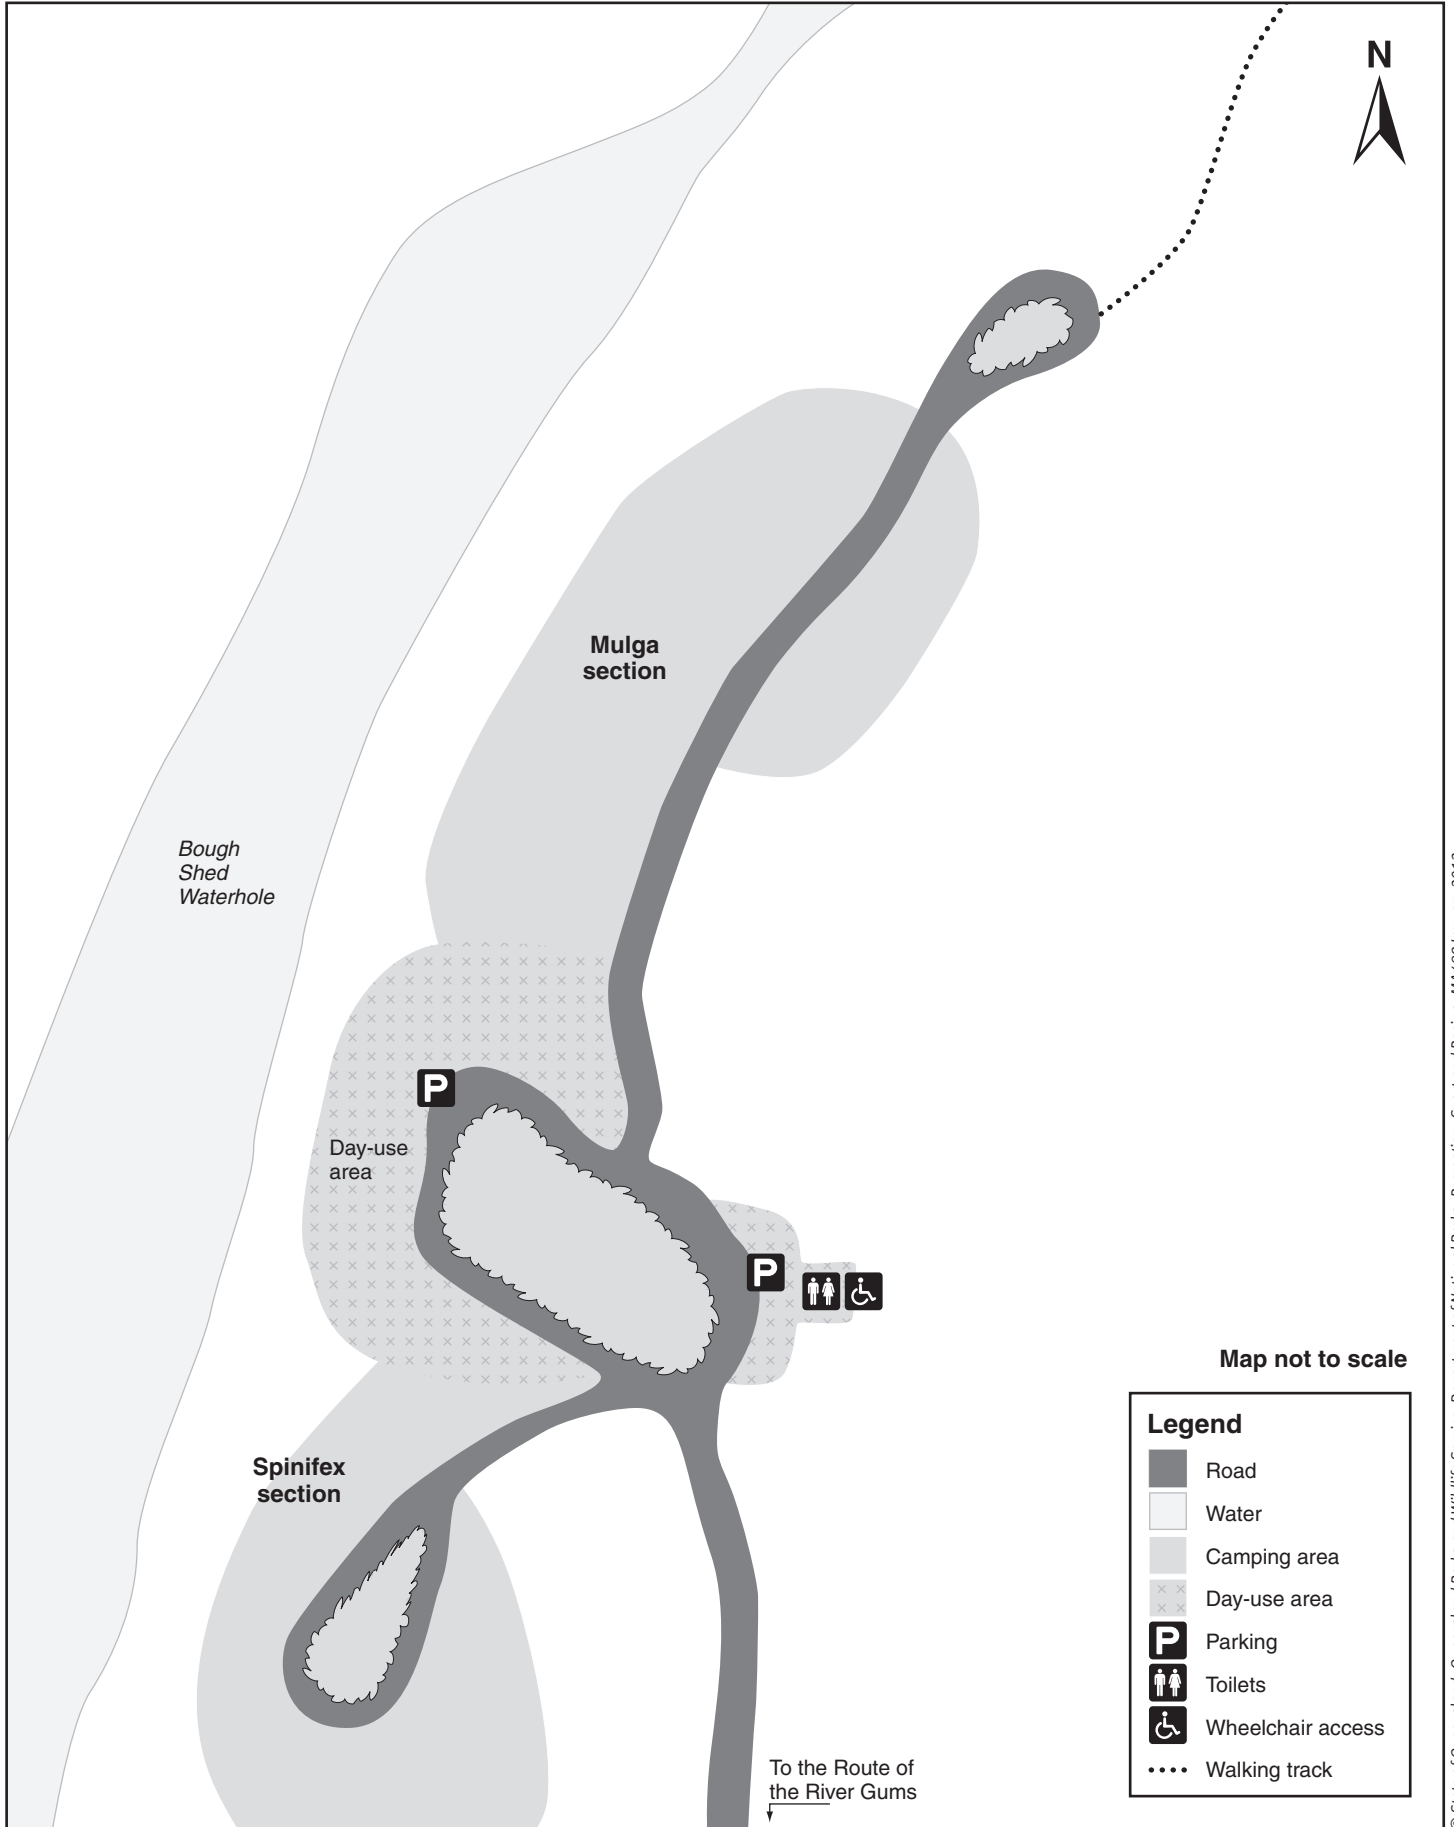 N
Mulga
section
Bough
Shed
Waterhole
P
Day-use
area
P
Map not to scale
Spinifex
section
Legend
Road
Water
Camping area
Day-use area
P
Parking
Toilets
Wheelchair access
Walking track
To the Route of
the River Gums